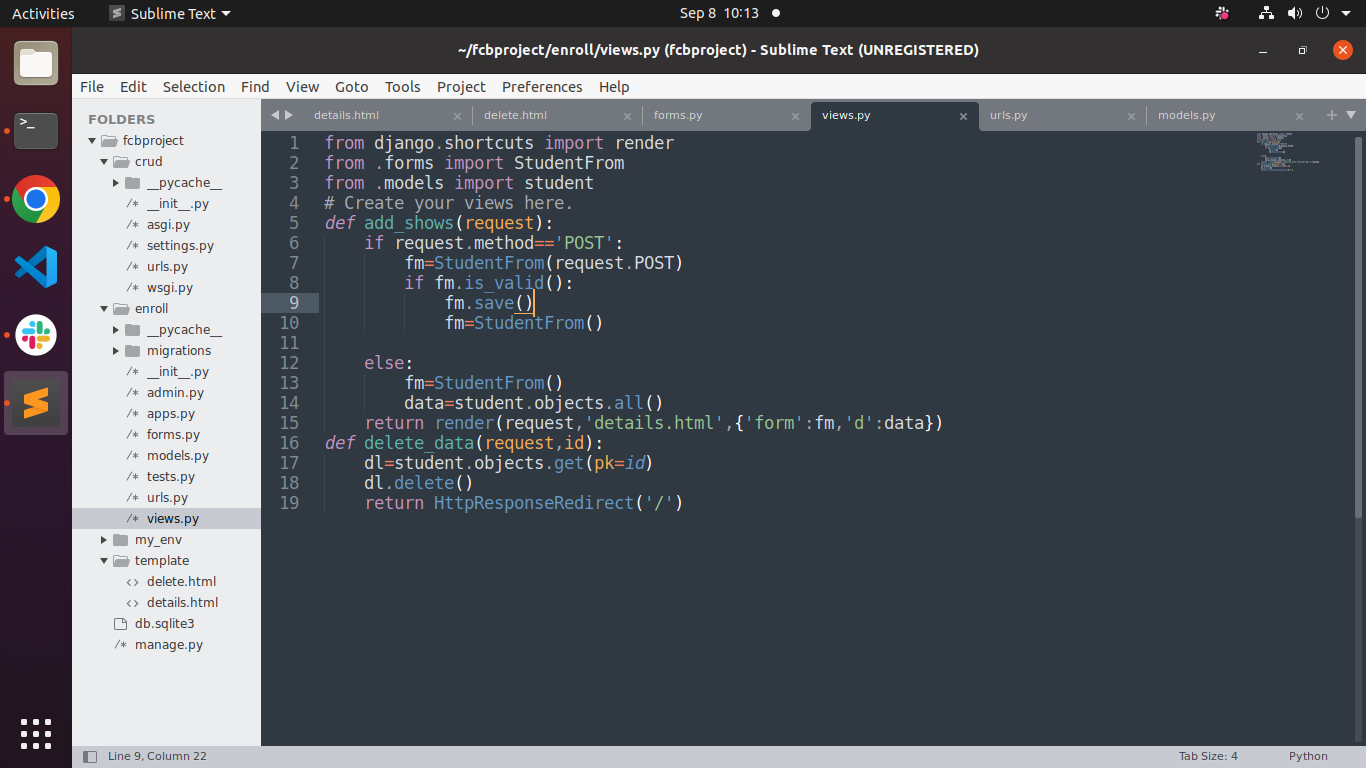 Activities
Sublime Text
Sep 8 10:13
~/fcbproject/enroll/views.py (fcbproject) - Sublime Text (UNREGISTERED)
File Edit Selection Find View Goto Tools Project Preferences Help
FOLDERS
fcbproject
crud
__pycache__
__init__.py
asgi.py
settings.py
urls.py
wsgi.py
enroll
__pycache__
migrations
__init__.py
admin.py
apps.py
forms.py
models.py
tests.py
urls.py
views.py
my_env
template
delete.html
details.html
db.sqlite3
manage.py
details.html delete.html forms.py views.py urls.py models.py
1 from django.shortcuts import render
2 from .forms import StudentFrom
3 from .models import student
4 # Create your views here.
5 def add_shows(request):
6     if request.method=='POST':
7         fm=StudentFrom(request.POST)
8         if fm.is_valid():
9             fm.save()
10             fm=StudentFrom()
11
12     else:
13         fm=StudentFrom()
14         data=student.objects.all()
15     return render(request,'details.html',{'form':fm,'d':data})
16 def delete_data(request,id):
17     dl=student.objects.get(pk=id)
18     dl.delete()
19     return HttpResponseRedirect('/')
Line 9, Column 22
Tab Size: 4
Python